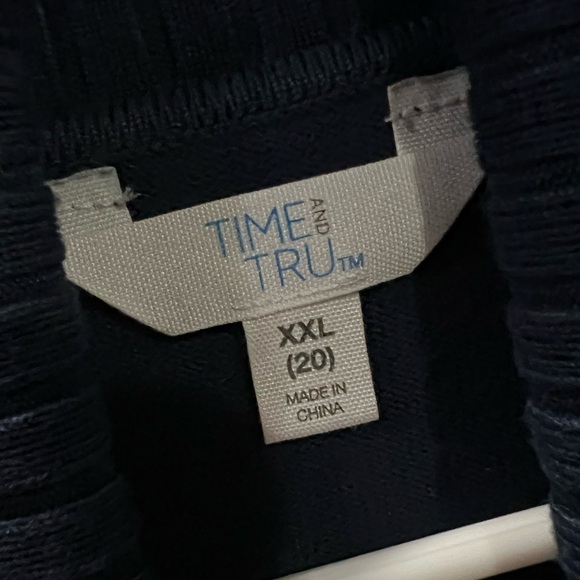 TIME AND
TRU™
XXL
(20)
MADE IN
CHINA